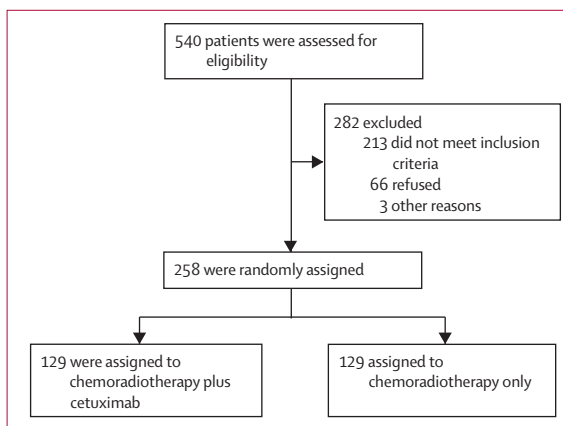 540 patients were assessed for
eligibility
282 excluded
213 did not meet inclusion
criteria
66 refused
3 other reasons
258 were randomly assigned
129 were assigned to
chemoradiotherapy plus
cetuximab
129 assigned to
chemoradiotherapy only